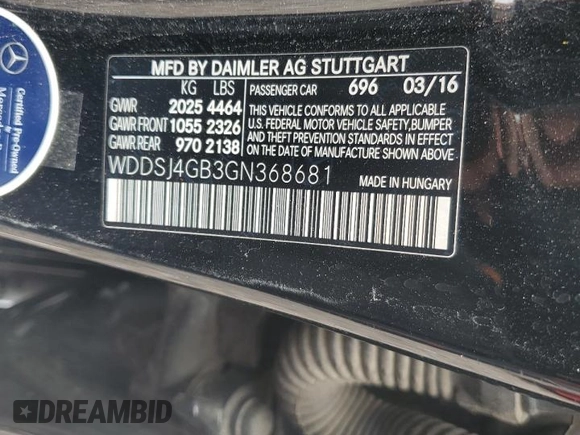 MFD BY DAIMLER AG STUTTGART
KG LBS
GVWR 2025 4464
GAWR FRONT 1055 2326
GAWR REAR 970 2138
PASSENGER CAR 696 03/16
THIS VEHICLE CONFORMS TO ALL APPLICABLE
U.S. FEDERAL MOTOR VEHICLE SAFETY, BUMPER
AND THEFT PREVENTION STANDARDS IN EFFECT
ON THE DATE OF MANUFACTURE SHOWN ABOVE.
WDDSJ4GB3GN368681 MADE IN HUNGARY
Certified Pre-Owned
DREAMBID